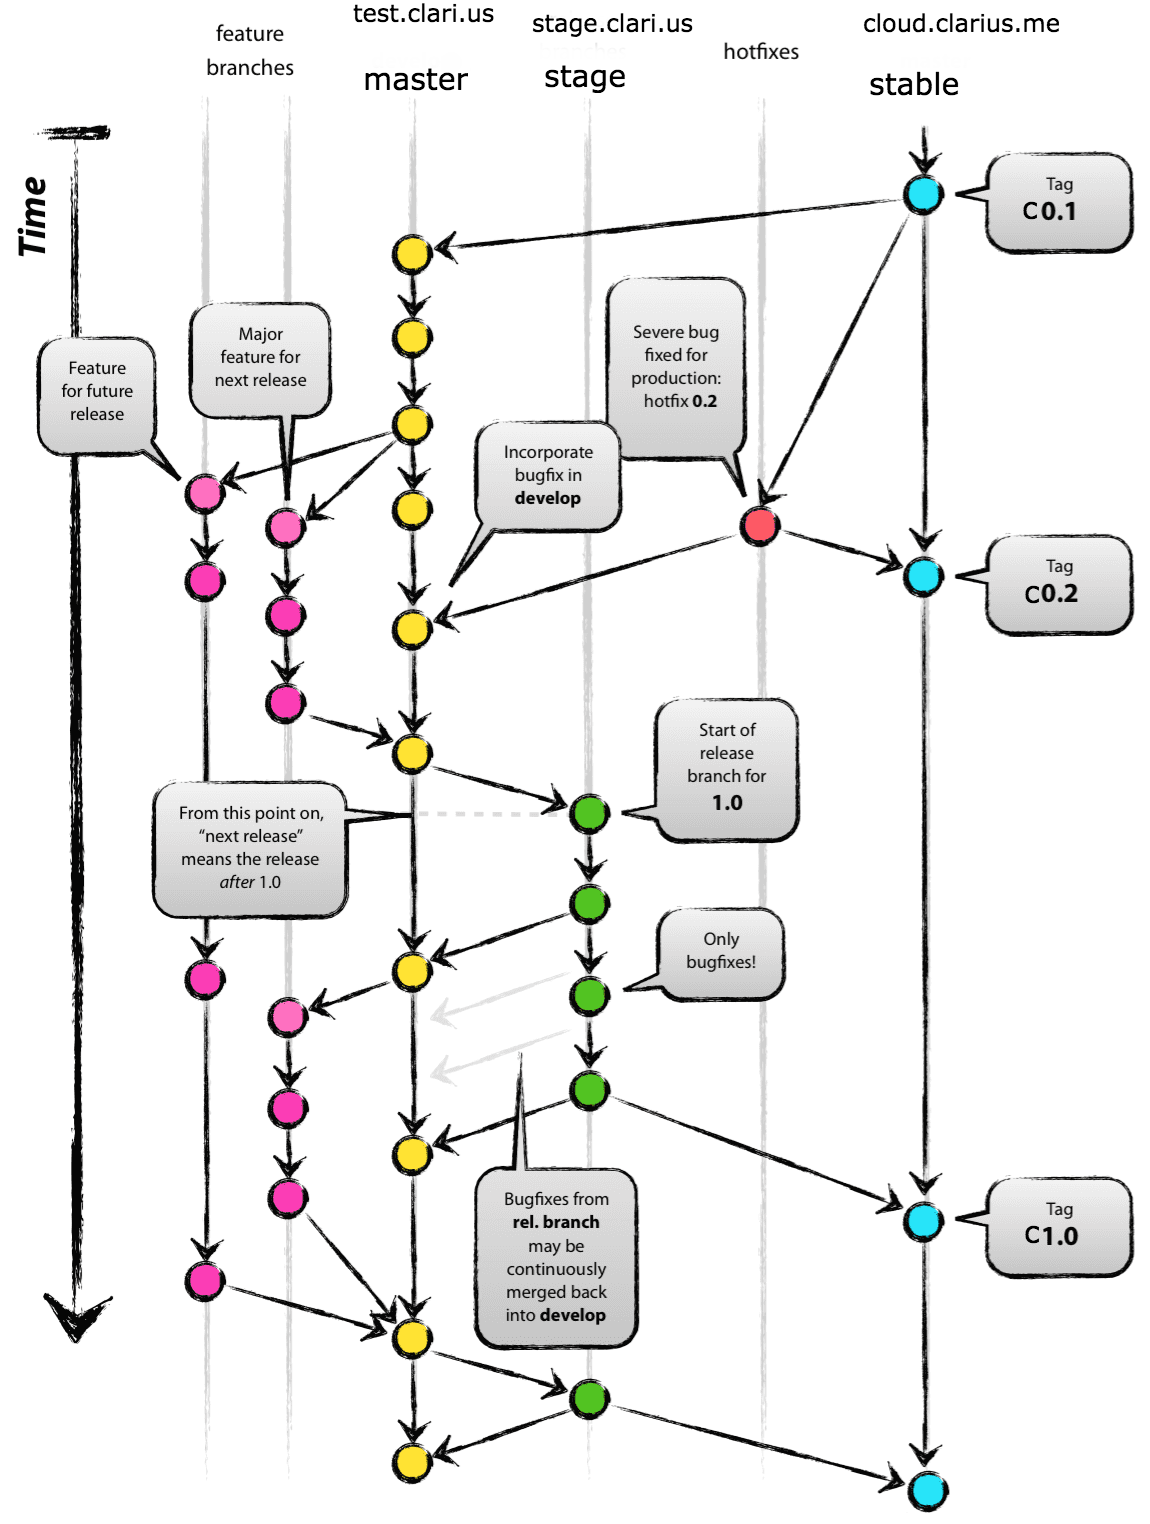 test.clari.us
stage.clari.us
cloud.clarius.me
feature
branches
hotfixes
master
stage
stable
Time
Tag
C0.1
Severe bug
fixed for
production:
hotfix 0.2
Major
feature for
next release
Feature
for future
release
Incorporate
bugfix in
develop
Tag
C0.2
Start of
release
branch for
1.0
From this point on,
“next release”
means the release
after 1.0
Only
bugfixes!
Bugfixes from
rel. branch
may be
continuously
merged back
into develop
Tag
C1.0